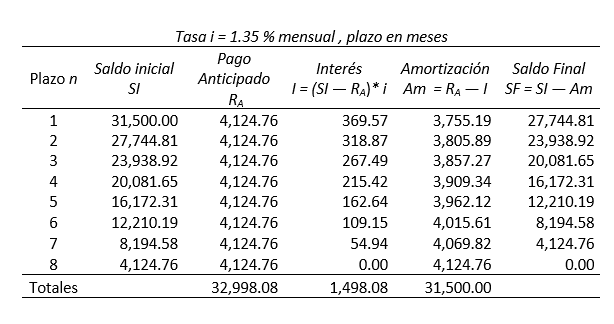 Tasa i = 1.35 % mensual , plazo en meses
Plazo n Saldo inicial SI Pago Anticipado RA Interés I = (SI — RA)* i Amortización Am = RA — I Saldo Final SF = SI — Am
1 31,500.00 4,124.76 369.57 3,755.19 27,744.81
2 27,744.81 4,124.76 318.87 3,805.89 23,938.92
3 23,938.92 4,124.76 267.49 3,857.27 20,081.65
4 20,081.65 4,124.76 215.42 3,909.34 16,172.31
5 16,172.31 4,124.76 162.64 3,962.12 12,210.19
6 12,210.19 4,124.76 109.15 4,015.61 8,194.58
7 8,194.58 4,124.76 54.94 4,069.82 4,124.76
8 4,124.76 4,124.76 0.00 4,124.76 0.00
Totales 32,998.08 1,498.08 31,500.00